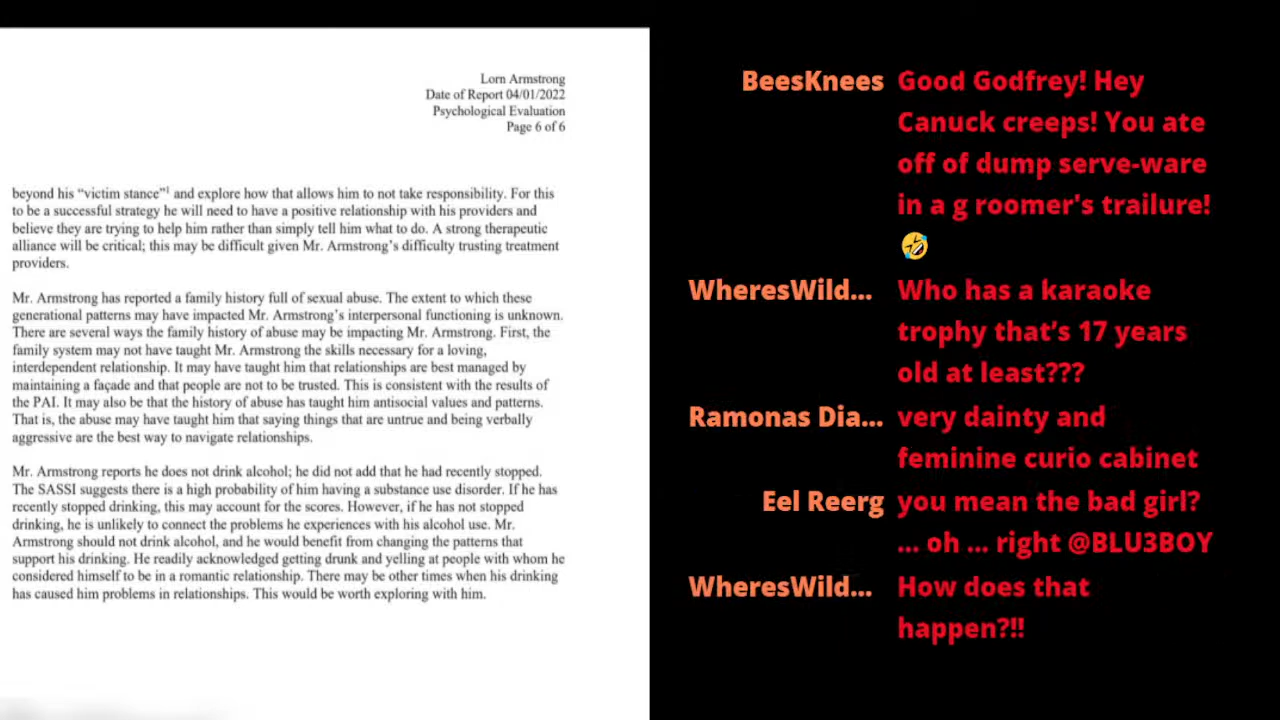 Lorn Armstrong
Date of Report 04/01/2022
Psychological Evaluation
Page 6 of 6
beyond his “victim stance”¹ and explore how that allows him to not take responsibility. For this
to be a successful strategy he will need to have a positive relationship with his providers and
believe they are trying to help him rather than simply tell him what to do. A strong therapeutic
alliance will be critical; this may be difficult given Mr. Armstrong’s difficulty trusting treatment
providers.
Mr. Armstrong has reported a family history full of sexual abuse. The extent to which these
generational patterns may have impacted Mr. Armstrong’s interpersonal functioning is unknown.
There are several ways the family history of abuse may be impacting Mr. Armstrong. First, the
family system may not have taught Mr. Armstrong the skills necessary for a loving,
interdependent relationship. It may have taught him that relationships are best managed by
maintaining a façade and that people are not to be trusted. This is consistent with the results of
the PAI. It may also be that the history of abuse has taught him antisocial values and patterns.
That is, the abuse may have taught him that saying things that are untrue and being verbally
aggressive are the best way to navigate relationships.
Mr. Armstrong reports he does not drink alcohol; he did not add that he had recently stopped.
The SASSI suggests there is a high probability of him having a substance use disorder. If he has
recently stopped drinking, this may account for the scores. However, if he has not stopped
drinking, he is unlikely to connect the problems he experiences with his alcohol use. Mr.
Armstrong should not drink alcohol, and he would benefit from changing the patterns that
support his drinking. He readily acknowledged getting drunk and yelling at people with whom he
considered himself to be in a romantic relationship. There may be other times when his drinking
has caused him problems in relationships. This would be worth exploring with him.
BeesKnees Good Godfrey! Hey
Canuck creeps! You ate
off of dump serve-ware
in a g roomer's trailure!
🤣
WheresWild... Who has a karaoke
trophy that’s 17 years
old at least???
Ramonas Dia... very dainty and
feminine curio cabinet
Eel Reerg you mean the bad girl?
... oh ... right @BLU3BOY
WheresWild... How does that
happen?!!